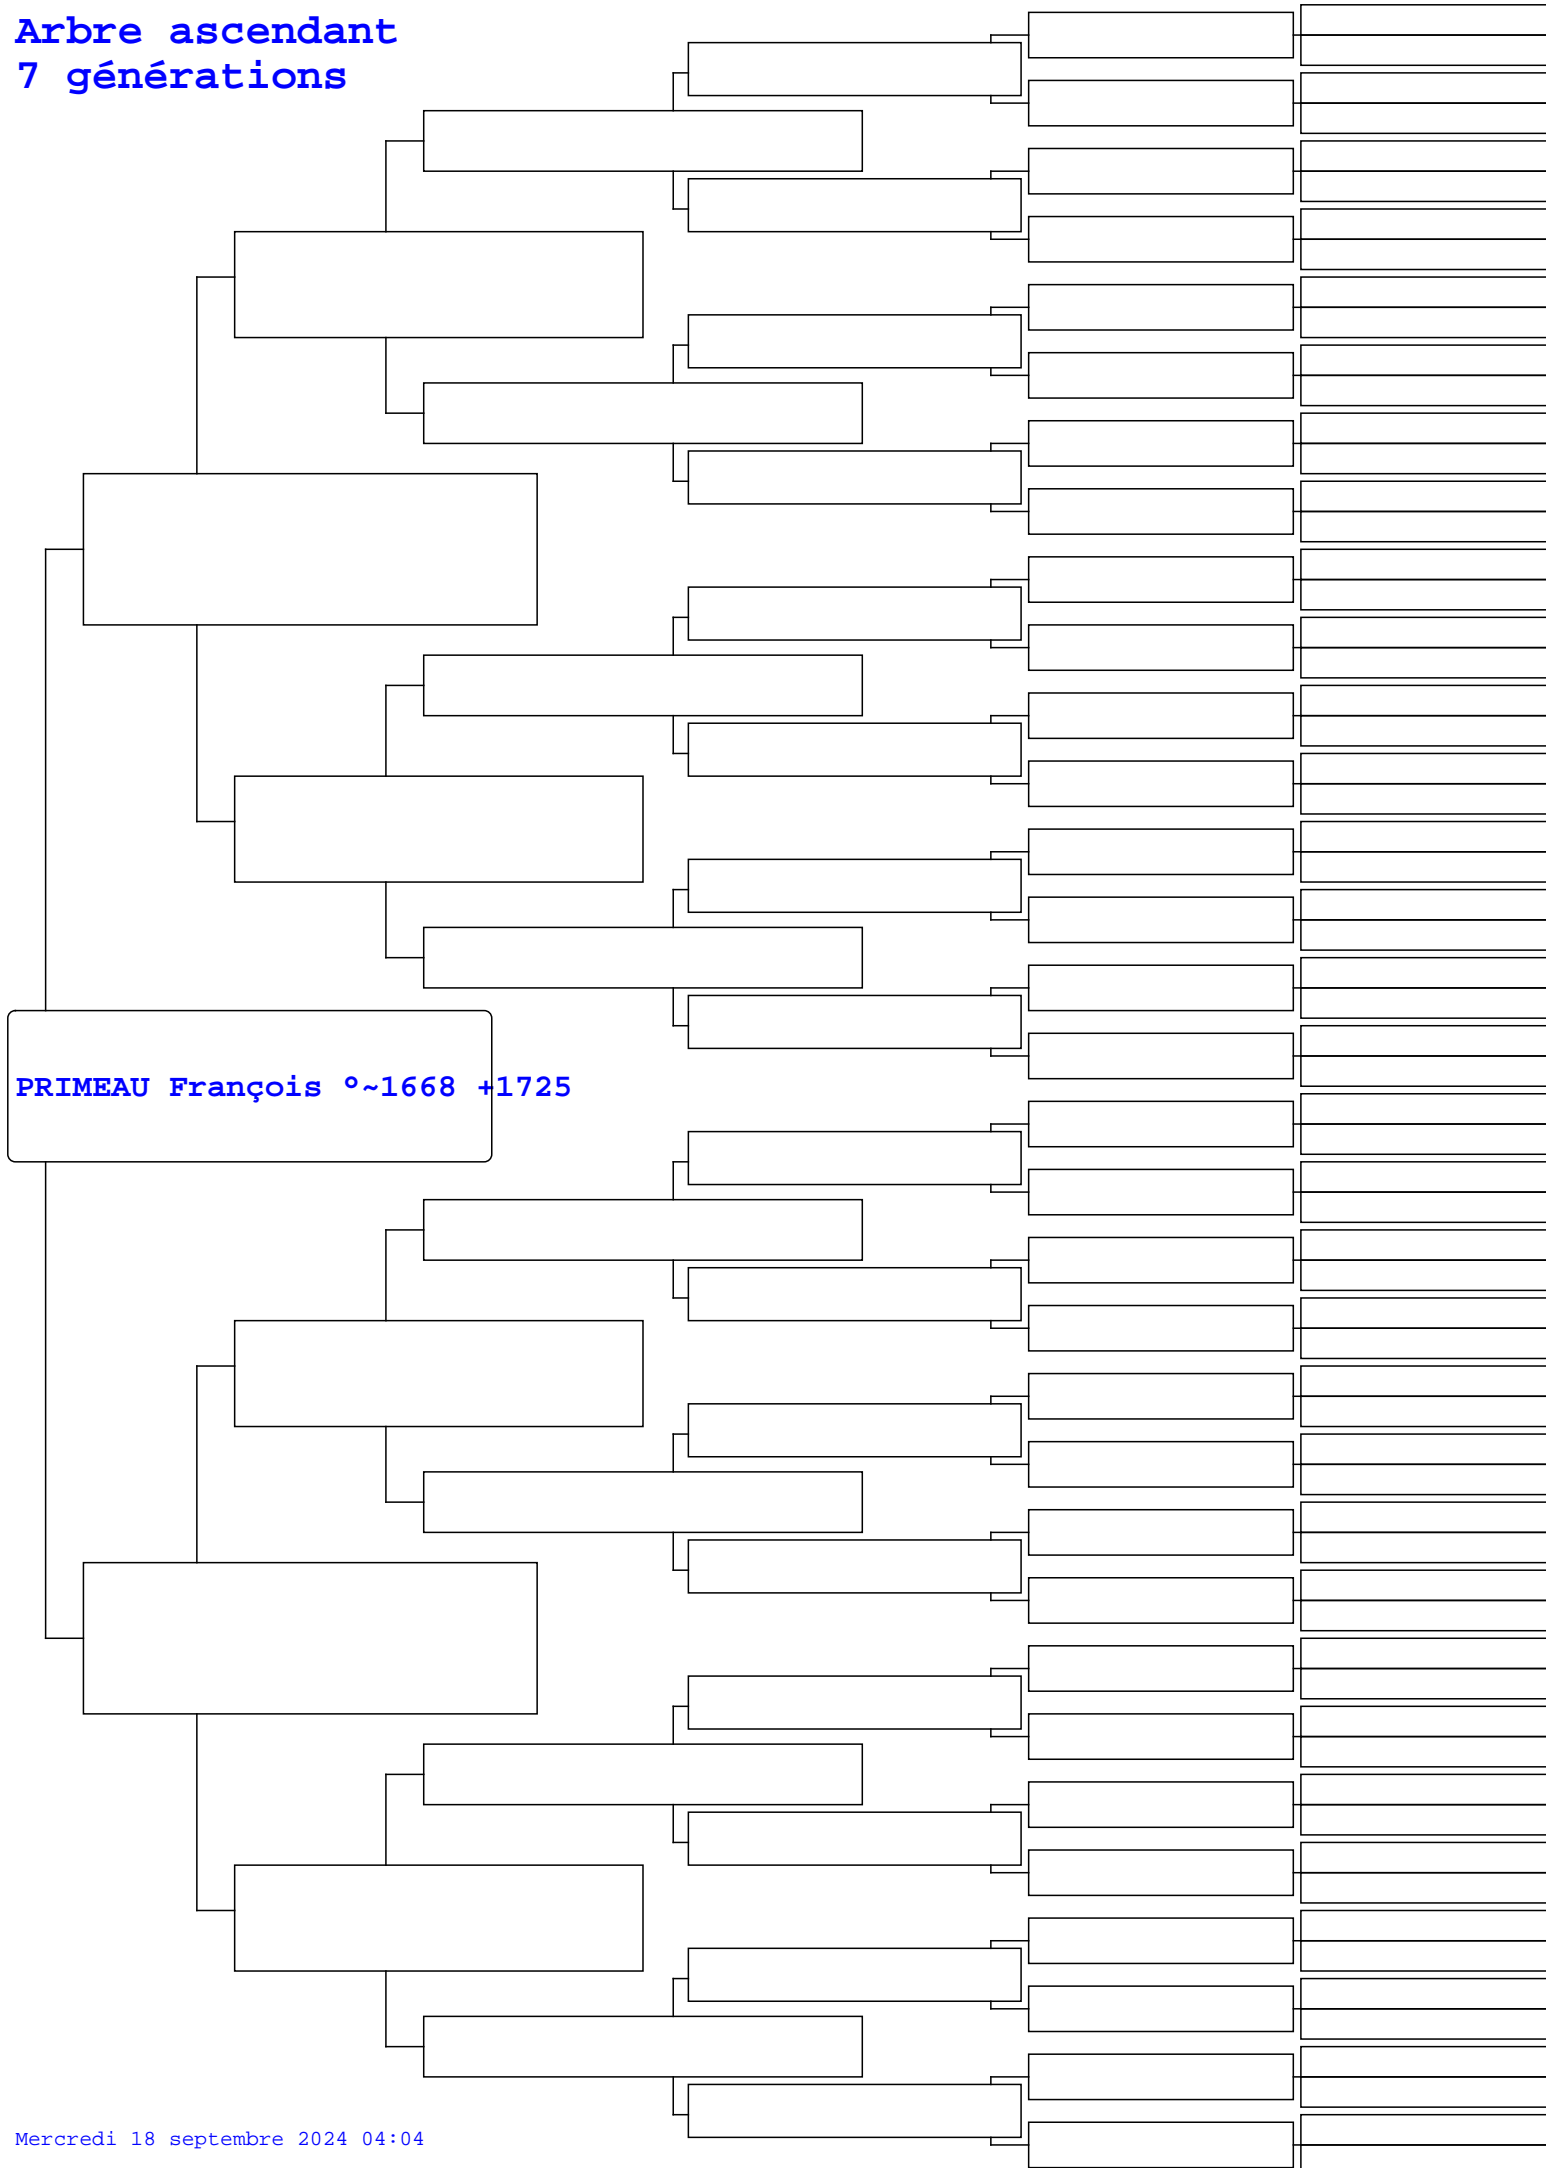 Arbre ascendant
7 générations
PRIMEAU François °~1668 +1725
Mercredi 18 septembre 2024 04:04